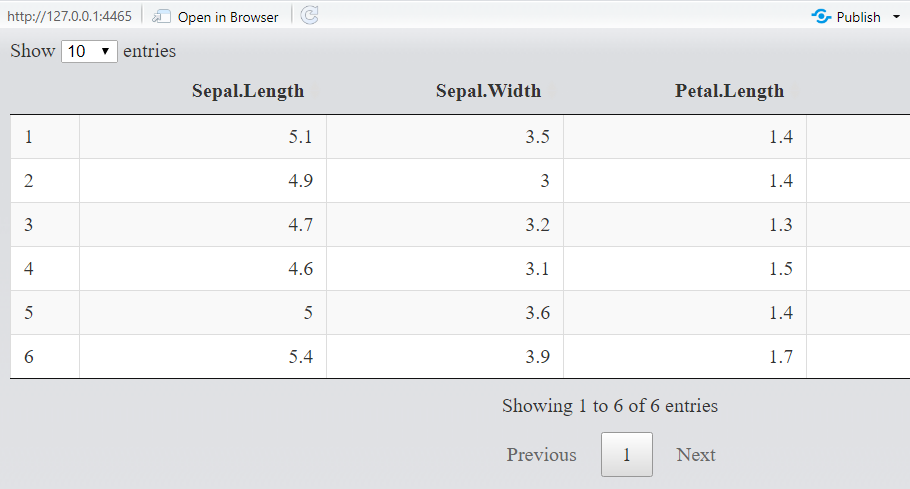 http://127.0.0.1:4465 Open in Browser Publish
Show 10 entries
Sepal.Length Sepal.Width Petal.Length
1 5.1 3.5 1.4
2 4.9 3 1.4
3 4.7 3.2 1.3
4 4.6 3.1 1.5
5 5 3.6 1.4
6 5.4 3.9 1.7
Showing 1 to 6 of 6 entries
Previous 1 Next